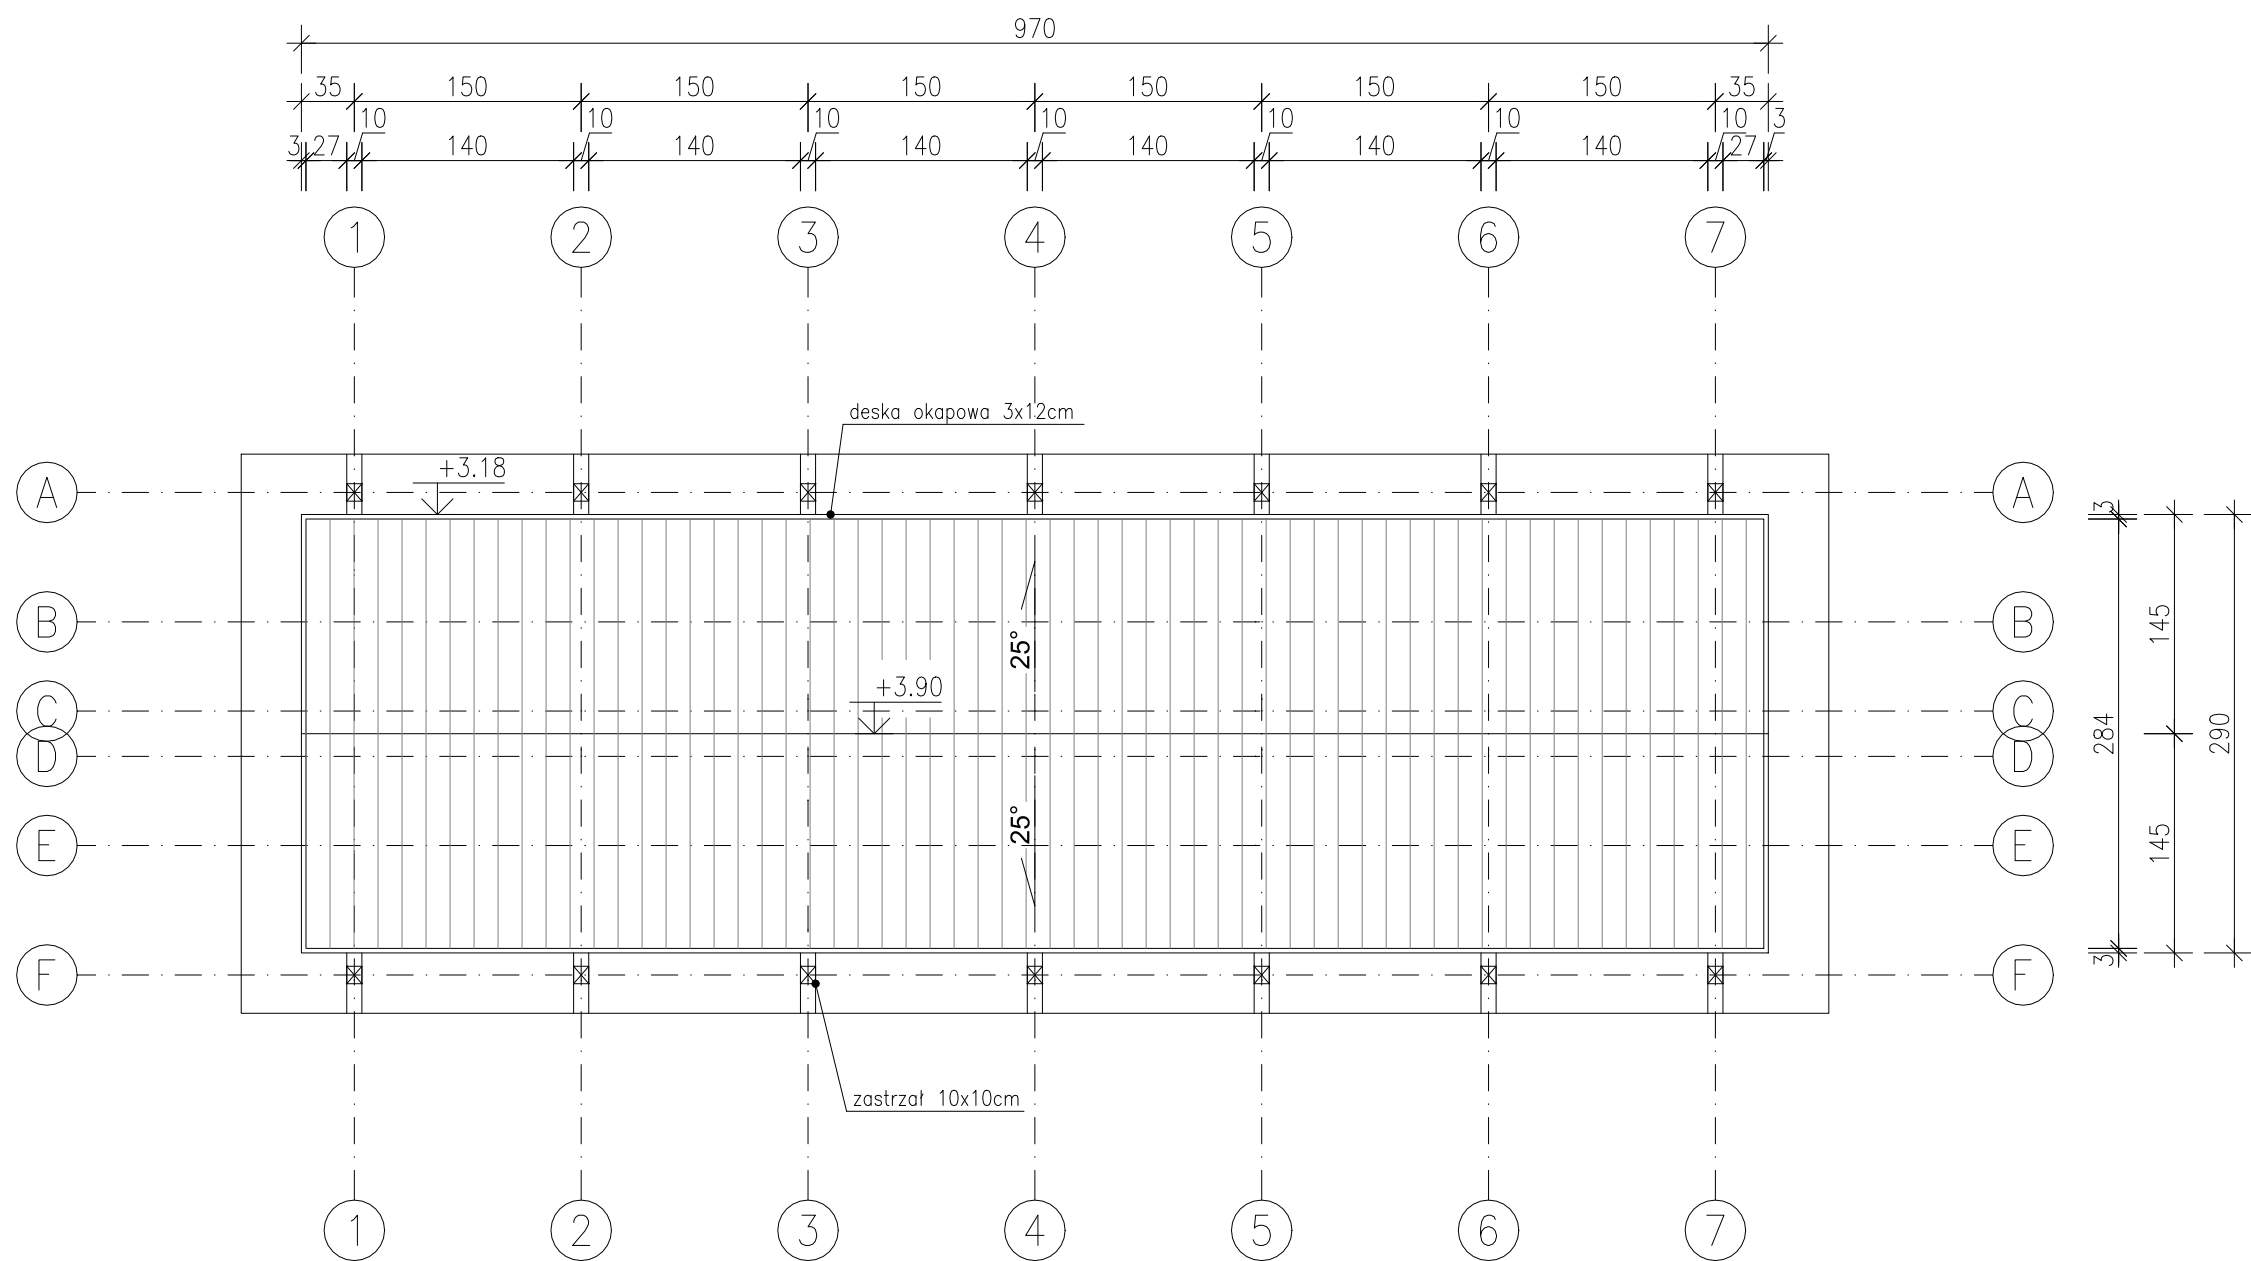 970
35 150 150 150 150 150 150 35
10 10 10 10 10 10 10 3
3 27 140 140 140 140 140 140 27
1 2 3 4 5 6 7
deska okapowa 3x12cm
+3.18
A A
3
B B
145
25°
+3.90
C C
284 290
D D
25°
145
E E
3
F F
zastrzał 10x10cm
1 2 3 4 5 6 7